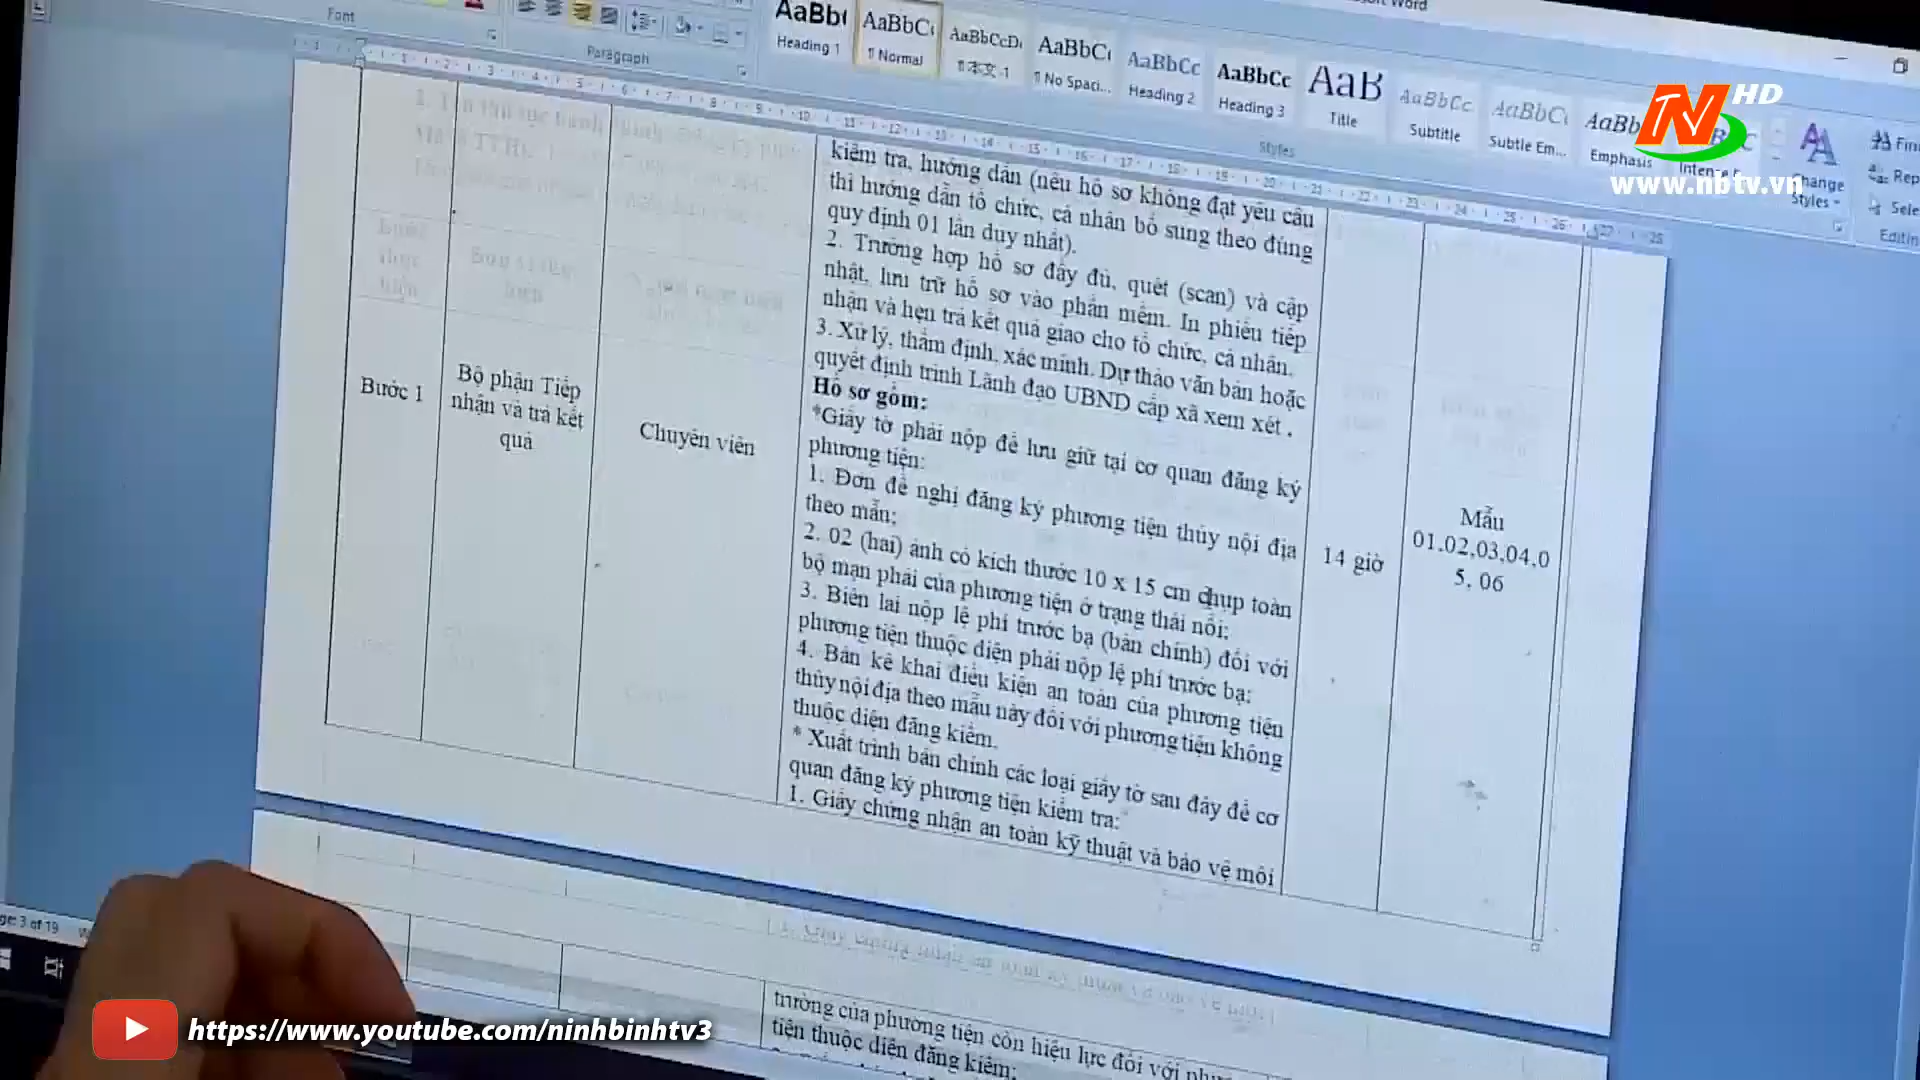 Word
Font
Paragraph
Styles
Editin
AaBb(
AaBbC(
AaBbCcD(
AaBbC(
AaBbCc
AaBbCc
AaB
AaBbCc.
AaBbC(
AaBb
Heading 1
¶ Normal
¶ 本文 1
¶ No Spaci...
Heading 2
Heading 3
Title
Subtitle
Subtle Em...
Emphasis
Change
Styles
Fin
Rep
Sele
HD
www.nbtv.vn
kiểm tra, hướng dẫn (nếu hồ sơ không đạt yêu cầu
thì hướng dẫn tổ chức, cá nhân bổ sung theo đúng
quy định 01 lần duy nhất).
2. Trường hợp hồ sơ đầy đủ, quét (scan) và cập
nhật, lưu trữ hồ sơ vào phần mềm. In phiếu tiếp
nhận và hẹn trả kết quả giao cho tổ chức, cá nhân.
3. Xử lý, thẩm định, xác minh. Dự thảo văn bản hoặc
quyết định trình Lãnh đạo UBND cấp xã xem xét .
Hồ sơ gồm:
*Giấy tờ phải nộp để lưu giữ tại cơ quan đăng ký
phương tiện:
1. Đơn đề nghị đăng ký phương tiện thủy nội địa
theo mẫu;
2. 02 (hai) ảnh có kích thước 10 x 15 cm chụp toàn
bộ mạn phải của phương tiện ở trạng thái nổi;
3. Biên lai nộp lệ phí trước bạ (bản chính) đối với
phương tiện thuộc diện phải nộp lệ phí trước bạ;
4. Bản kê khai điều kiện an toàn của phương tiện
thủy nội địa theo mẫu này đối với phương tiện không
thuộc diện đăng kiểm.
* Xuất trình bản chính các loại giấy tờ sau đây để cơ
quan đăng ký phương tiện kiểm tra:
1. Giấy chứng nhận an toàn kỹ thuật và bảo vệ môi
Bước 1
Bộ phận Tiếp
nhận và trả kết
quả
Chuyên viên
14 giờ
Mẫu
01.02,03,04,0
5, 06
trường của phương tiện còn hiệu lực đối với
tiện thuộc diện đăng kiểm;
3 of 19
https://www.youtube.com/ninhbinhtv3